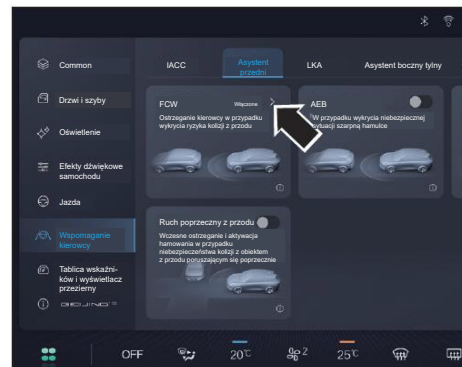 Common
Drzwi i szyby
Oświetlenie
Efekty dźwiękowe
samochodu
Jazda
Wspomaganie
kierowcy
Tablica wskaźni-
ków i wyświetlacz
przezierny
BEIJING
IACC
Asystent
przedni
LKA
Asystent boczny tylny
FCW
Włączone
Ostrzeganie kierowcy w przypadku
wykrycia ryzyka kolizji z przodu
AEB
W przypadku wykrycia niebezpiecznej
sytuacji szarpną hamulce
Ruch poprzeczny z przodu
Wczesne ostrzeganie i aktywacja
hamowania w przypadku
niebezpieczeństwa kolizji z obiektem
z przodu poruszającym się poprzecznie
OFF
20°C
2
25°C